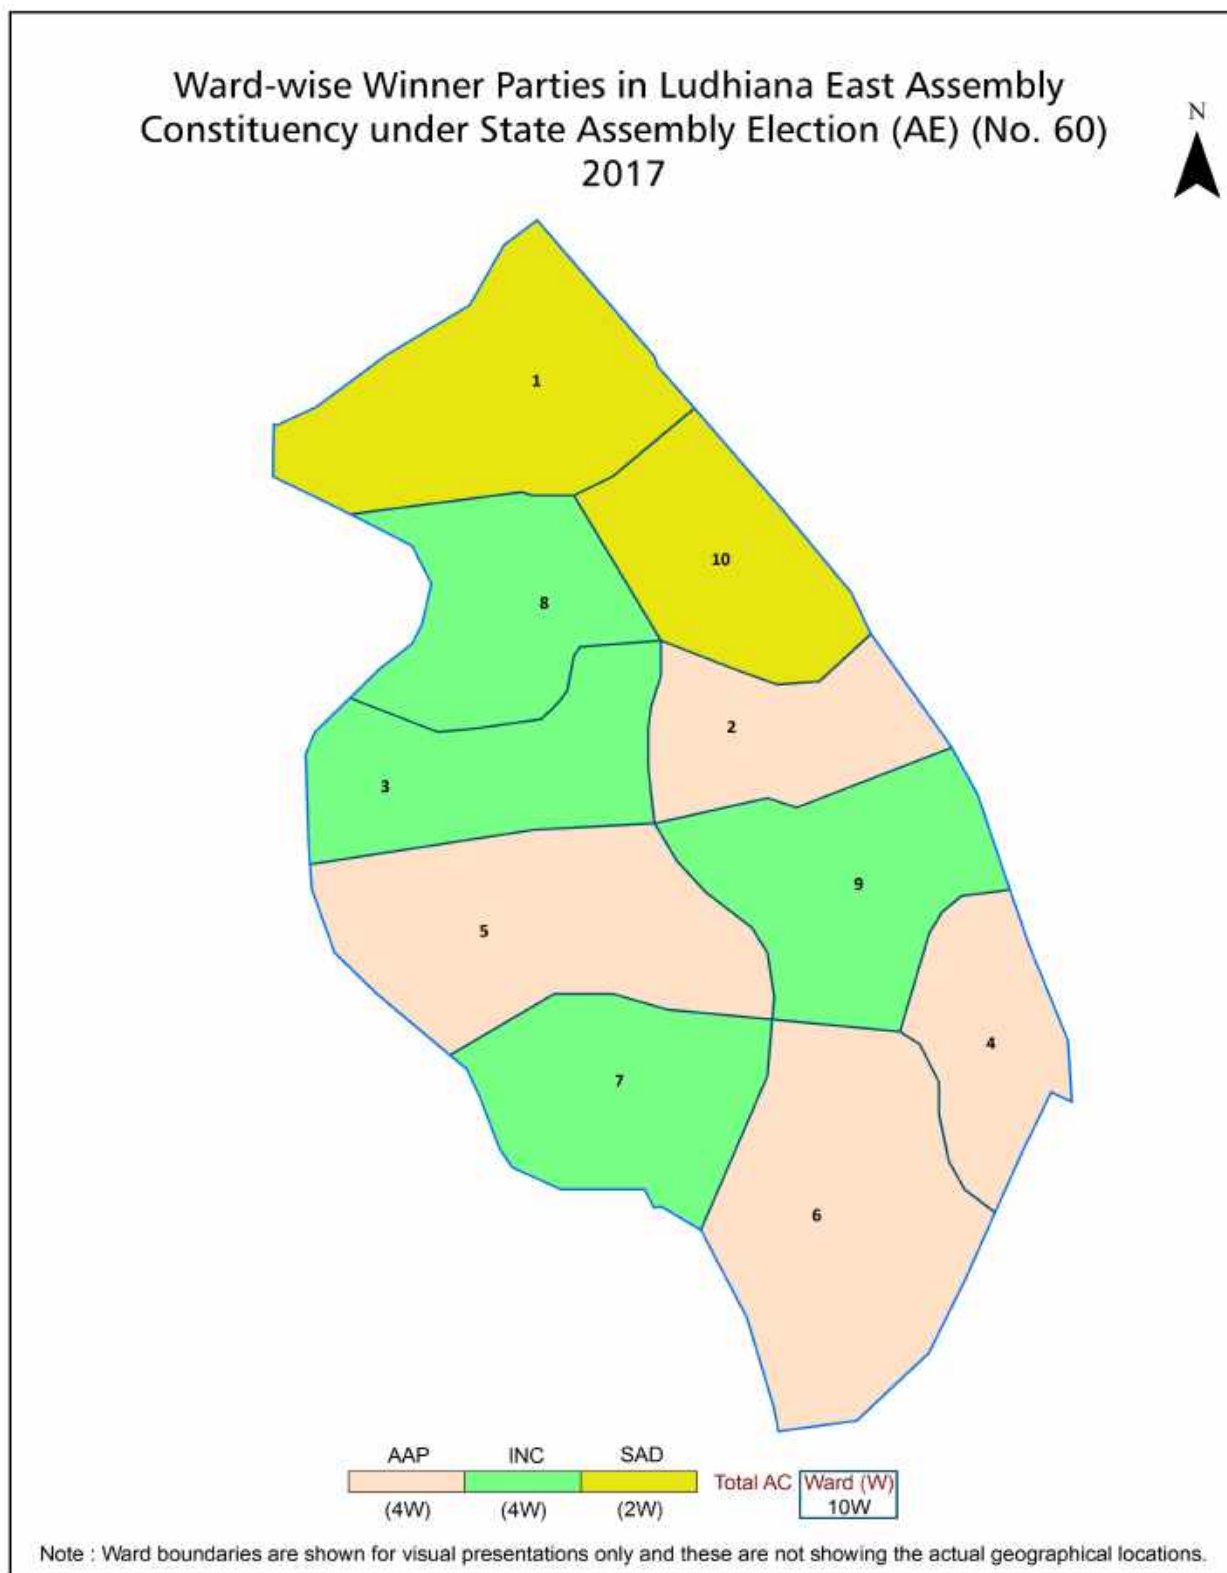 Ward-wise Winner Parties in Ludhiana East Assembly
Constituency under State Assembly Election (AE) (No. 60)
2017
N
1
10
8
2
3
9
5
4
7
6
AAP INC SAD
Total AC Ward (W)
(4W) (4W) (2W) 10W
Note : Ward boundaries are shown for visual presentations only and these are not showing the actual geographical locations.